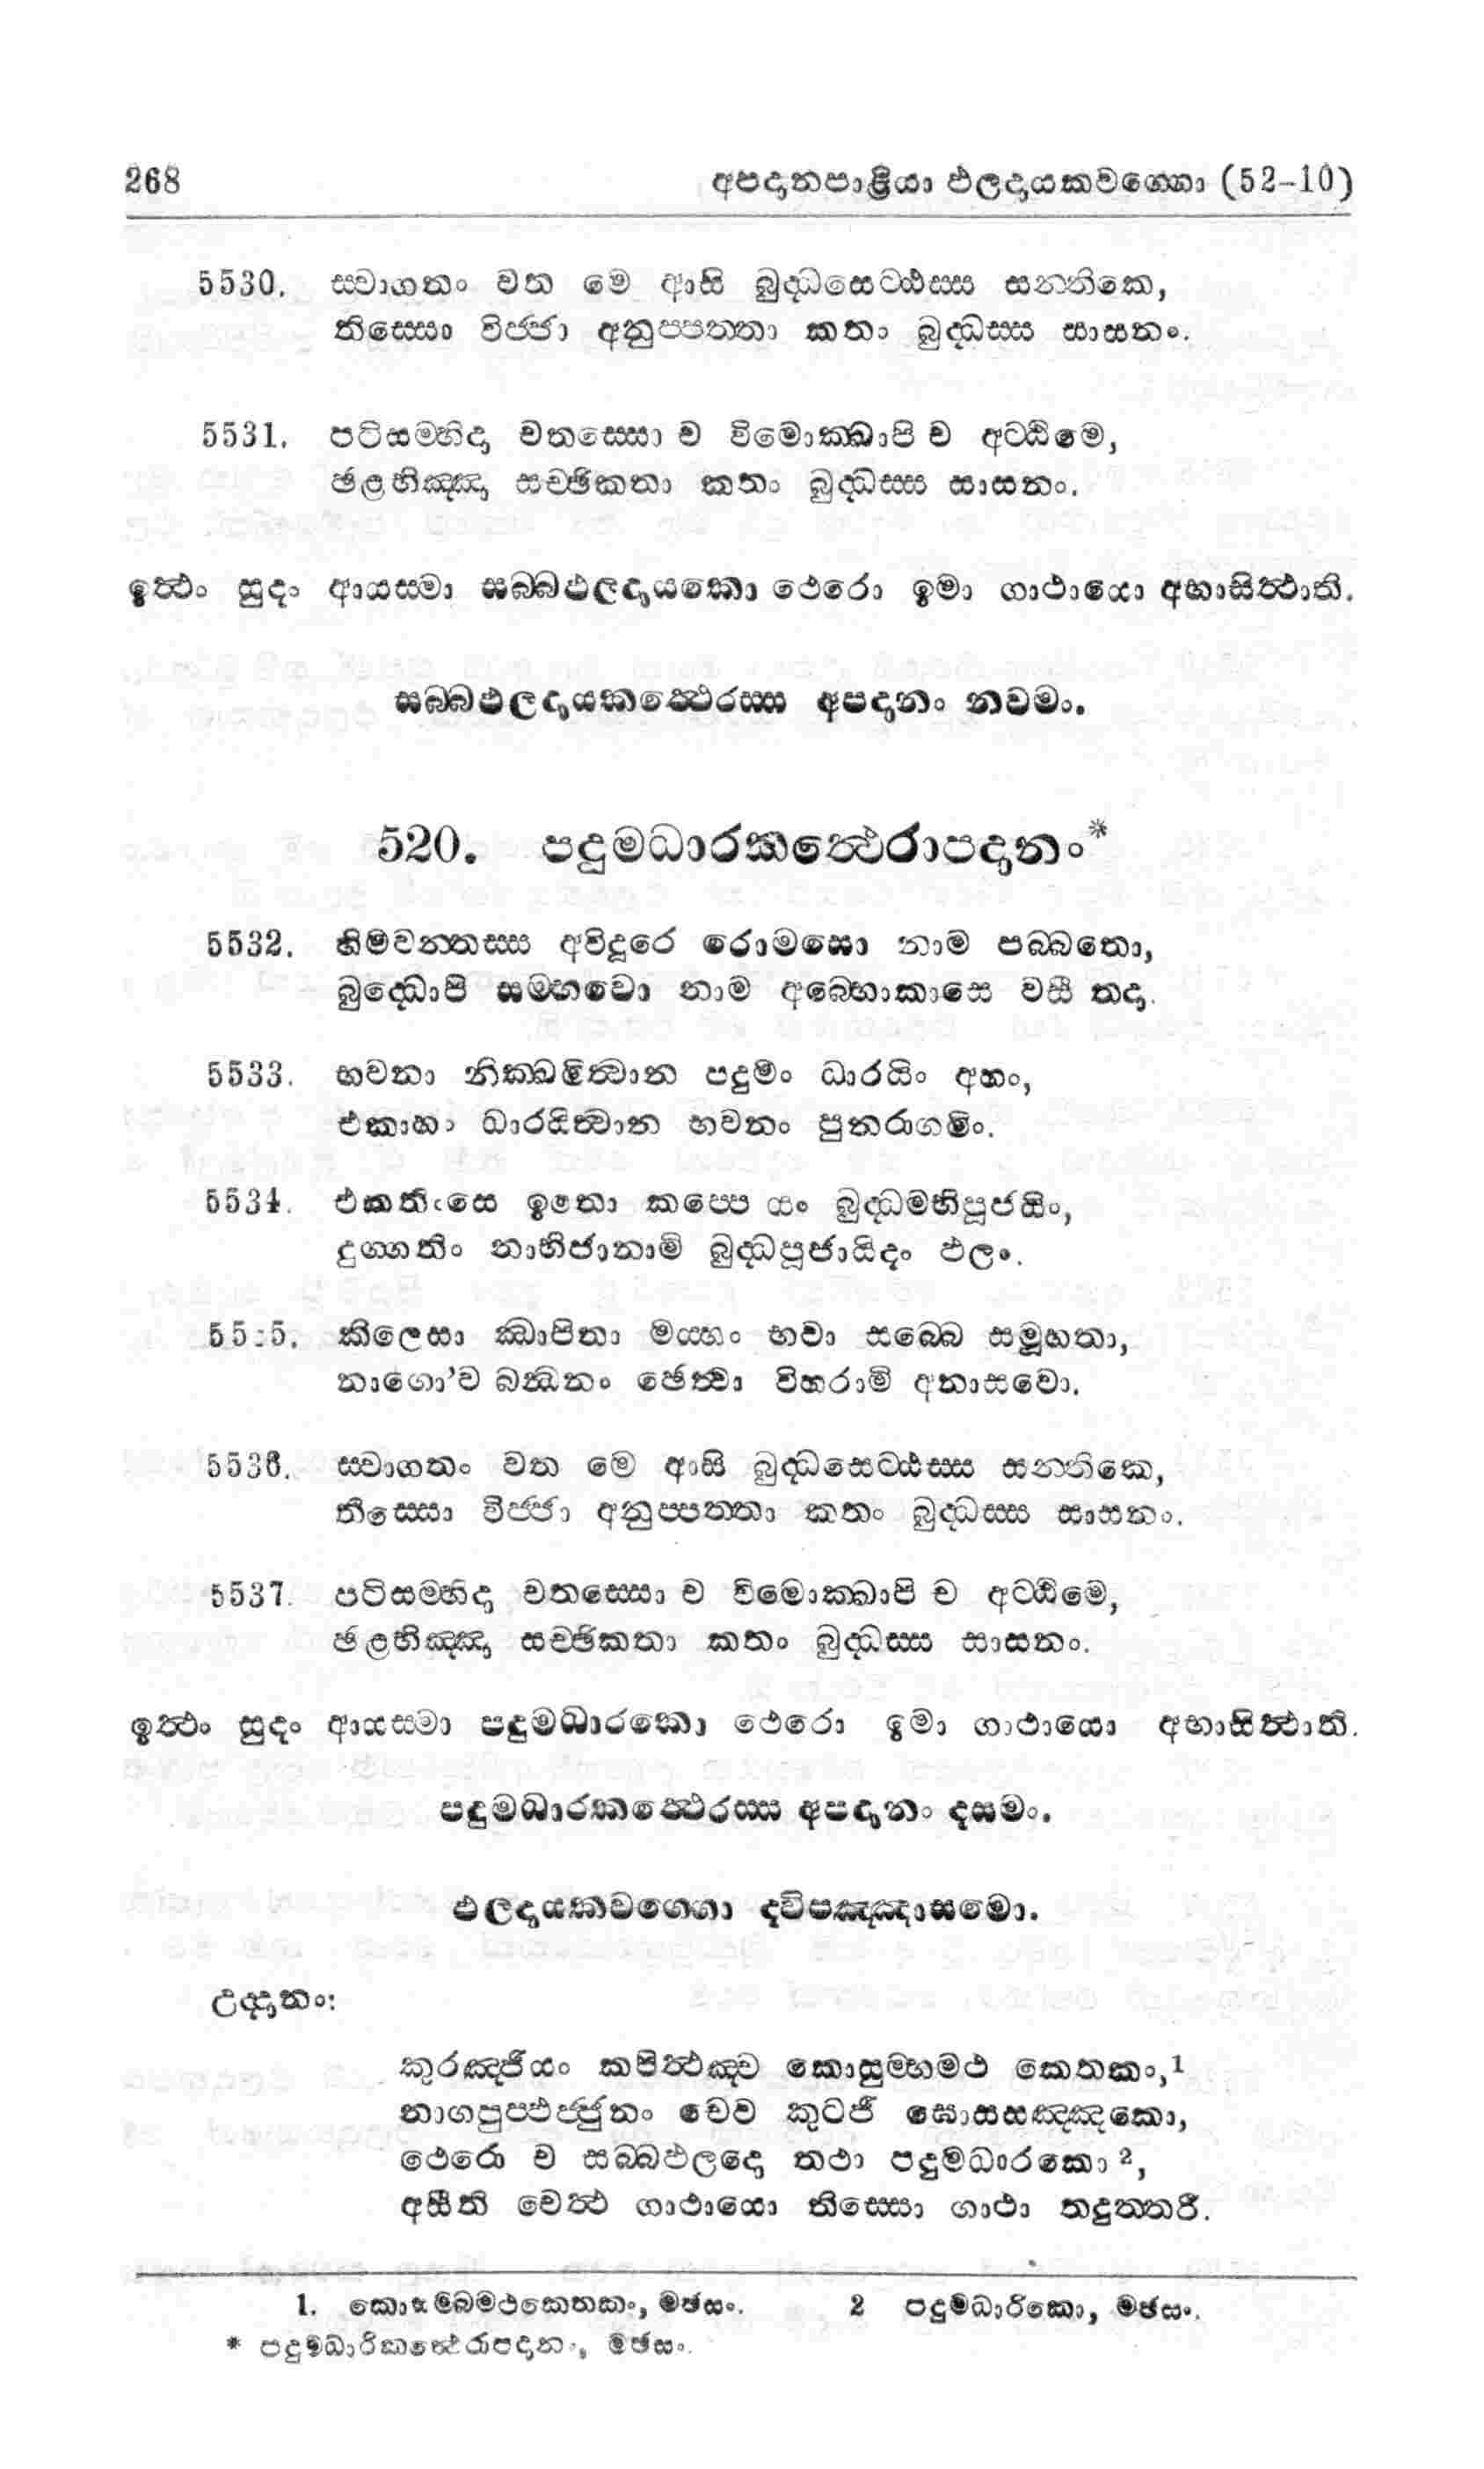 268 අපදානපාළියා ඵලදායකවග්ගො (52-10)
5530. ස්වාගතං වත මෙ ආසි බුද්ධසෙට්ඨස්ස සන්තිකෙ,
තිස්සො විජ්ජා අනුප්පත්තා කතං බුද්ධස්ස සාසනං.
5531. පටිසම්භිදා චතස්සො ච විමොක්ඛාපි ච අට්ඨිමෙ,
ඡළභිඤ්ඤා සච්ඡිකතා කතං බුද්ධස්ස සාසනං.
ඉත්ථං සුදං ආයස්මා සබ්බඵලදායකො ථෙරො ඉමා ගාථායො අභාසිත්ථාති.
සබ්බඵලදායකත්ථෙරස්ස අපදානං නවමං.
520. පදුමධාරකත්ථෙරාපදානං*
5532. හිමවන්තස්ස අවිදූරෙ රොමසො නාම පබ්බතො,
බුද්ධොපි සම්භවො නාම අබ්භොකාසෙ වසී තදා.
5533. භවනා නික්ඛමිත්වාන පදුමං ධාරයිං අහං,
එකාහං ධාරයිත්වාන භවනං පුනරාගමිං.
5534. එකතිංසෙ ඉතො කප්පෙ යං බුද්ධමභිපූජයිං,
දුග්ගතිං නාභිජානාමි බුද්ධපූජායිදං ඵලං.
5535. කිලෙසා ඣාපිතා මය්හං භවා සබ්බෙ සමූහතා,
නාගො'ව බන්ධනං ඡෙත්වා විහරාමි අනාසවො.
5536. ස්වාගතං වත මෙ ආසි බුද්ධසෙට්ඨස්ස සන්තිකෙ,
තිස්සො විජ්ජා අනුප්පත්තා කතං බුද්ධස්ස සාසනං.
5537. පටිසම්භිදා චතස්සො ච විමොක්ඛාපි ච අට්ඨිමෙ,
ඡළභිඤ්ඤා සච්ඡිකතා කතං බුද්ධස්ස සාසනං.
ඉත්ථං සුදං ආයස්මා පදුමධාරකො ථෙරො ඉමා ගාථායො අභාසිත්ථාති.
පදුමධාරකත්ථෙරස්ස අපදානං දසමං.
ඵලදායකවග්ගො ද්විපඤ්ඤාසමො.
උද්දානං:
කුරඤ්ජියං කපිත්ථඤ්ච කොසුම්භමථ කෙතකං,1
නාගපුප්ඵජ්ජුනං චෙව කුටජී ඝොසසඤ්ඤකො,
ථෙරො ච සබ්බඵලදො තථා පදුමධාරකො2,
අසීති චෙත්ථ ගාථායො තිස්සො ගාථා තදුත්තරී.
1. කොසම්බමථකෙතකං, මඡසං. 2 පදුමධාරිකො, මඡසං.
* පදුමධාරිකත්ථෙරාපදානං, මඡසං.